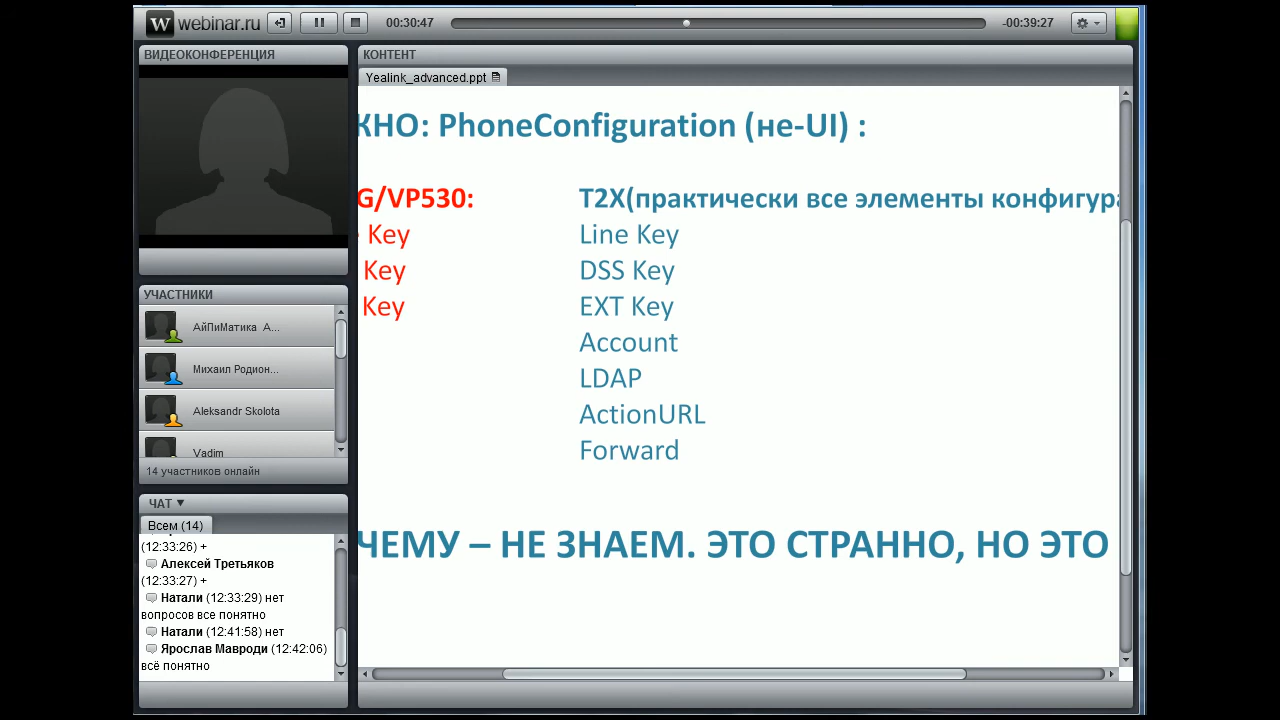 W webinar.ru
00:30:47
-00:39:27
ВИДЕОКОНФЕРЕНЦИЯ
УЧАСТНИКИ
АйПиМатика А...
Михаил Родион...
Aleksandr Skolota
Vadim
14 участников онлайн
ЧАТ
Всем (14)
(12:33:26) +
Алексей Третьяков
(12:33:27) +
Натали (12:33:29) нет
вопросов все понятно
Натали (12:41:58) нет
Ярослав Мавроди (12:42:06)
всё понятно
КОНТЕНТ
Yealink_advanced.ppt
ЖНО: PhoneConfiguration (не-UI) :
G/VP530:
Key
Key
Key
T2X(практически все элементы конфигура
Line Key
DSS Key
EXT Key
Account
LDAP
ActionURL
Forward
ЧЕМУ – НЕ ЗНАЕМ. ЭТО СТРАННО, НО ЭТО